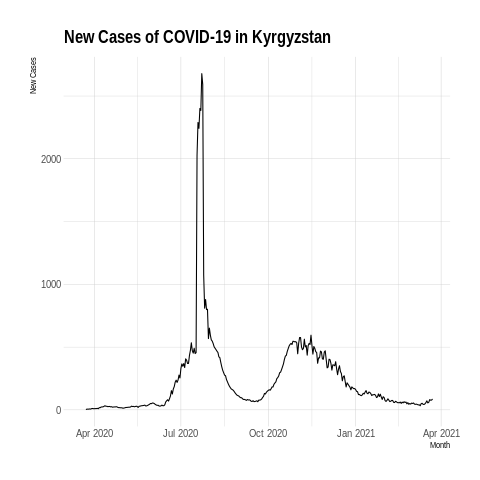 New Cases of COVID-19 in Kyrgyzstan
New Cases
2000
1000
0
Apr 2020
Jul 2020
Oct 2020
Jan 2021
Apr 2021
Month